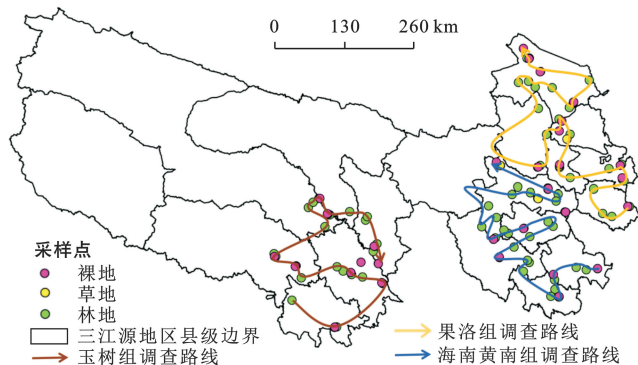 0 130 260 km
采样点
裸地
草地
林地
三江源地区县级边界
果洛组调查路线
玉树组调查路线
海南黄南组调查路线